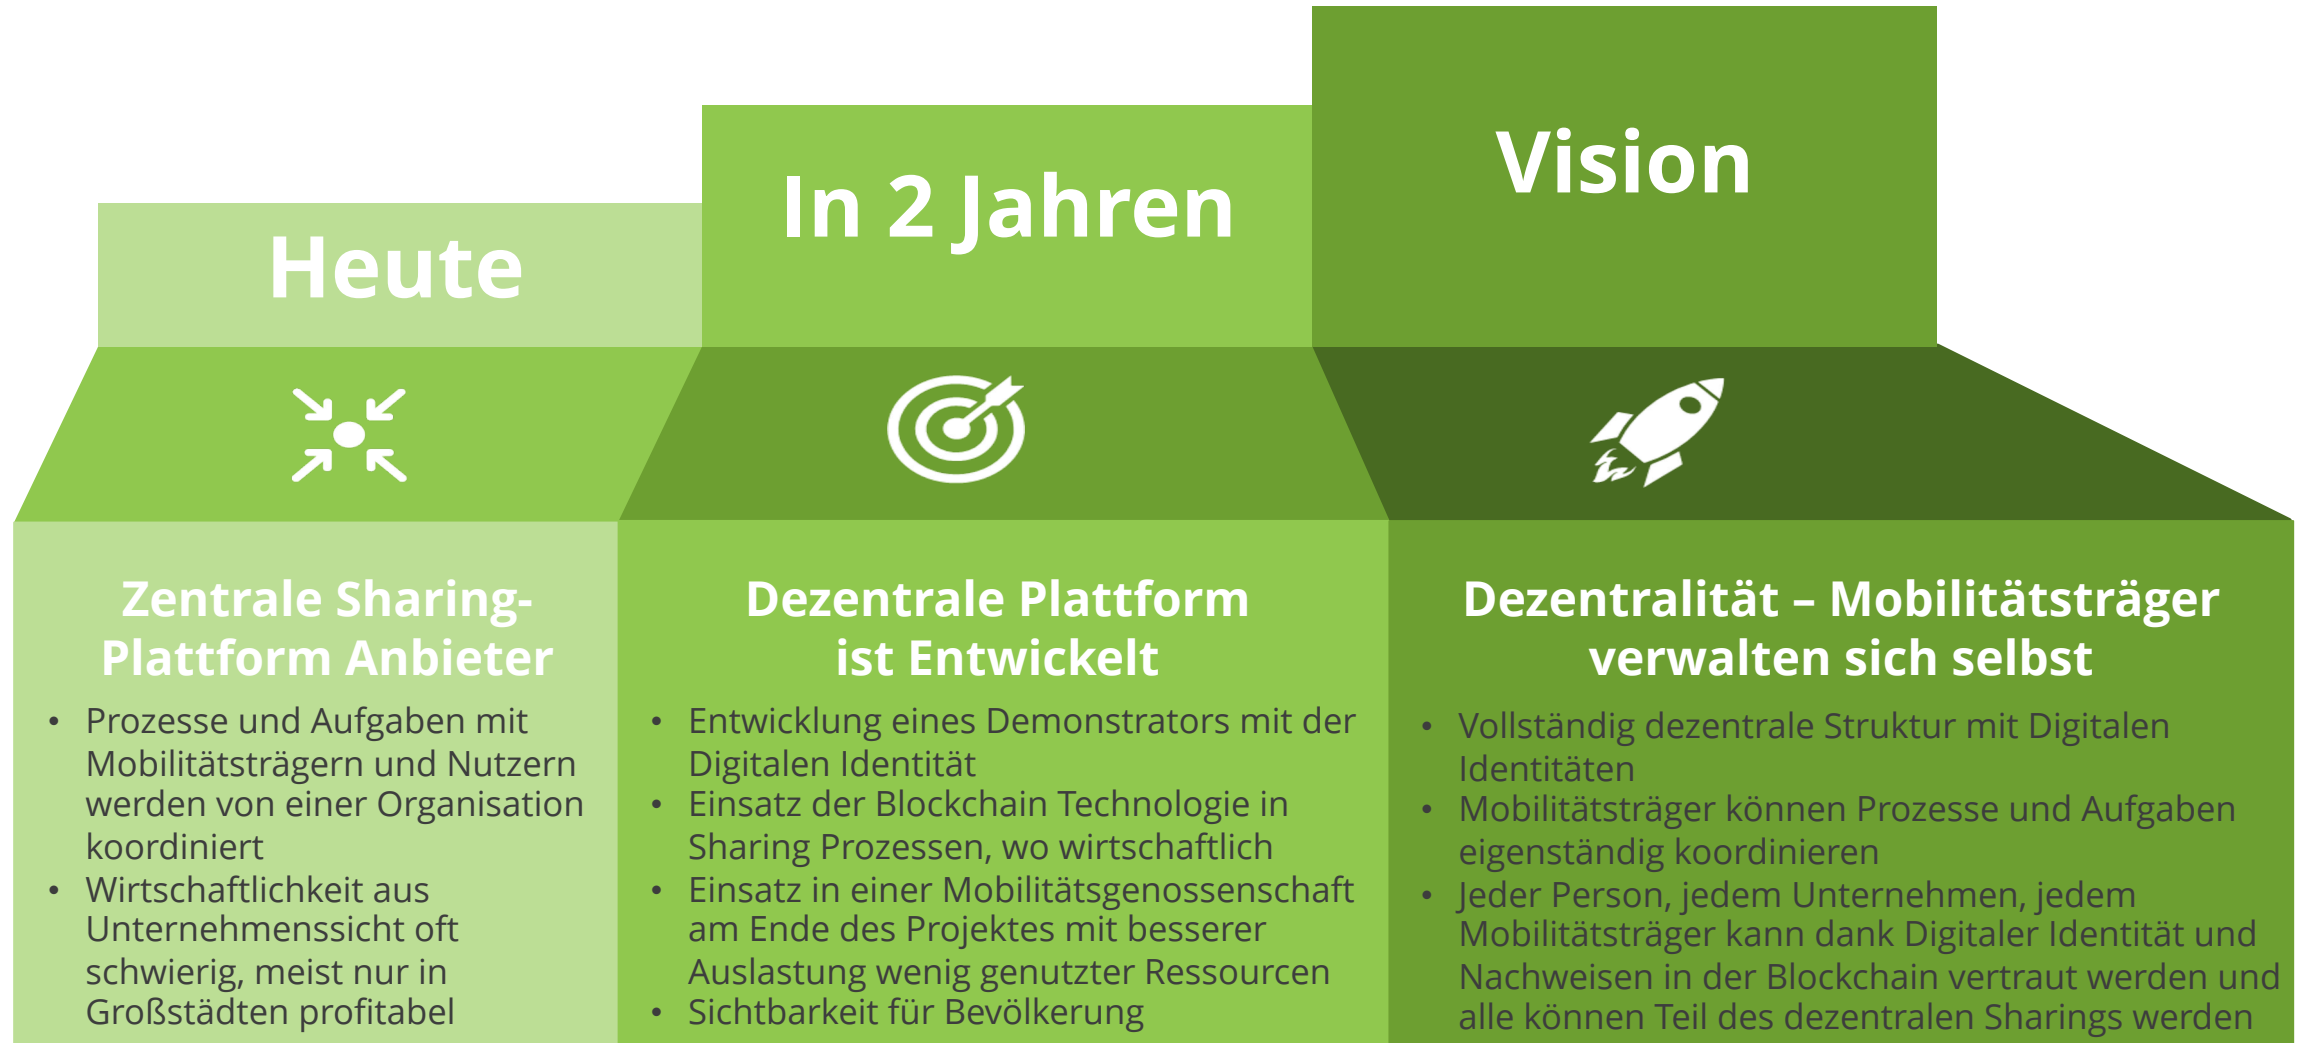 Heute
In 2 Jahren
Vision
Zentrale Sharing-
Plattform Anbieter
• Prozesse und Aufgaben mit
Mobilitätsträgern und Nutzern
werden von einer Organisation
koordiniert
• Wirtschaftlichkeit aus
Unternehmenssicht oft
schwierig, meist nur in
Großstädten profitabel
Dezentrale Plattform
ist Entwickelt
• Entwicklung eines Demonstrators mit der
Digitalen Identität
• Einsatz der Blockchain Technologie in
Sharing Prozessen, wo wirtschaftlich
• Einsatz in einer Mobilitätsgenossenschaft
am Ende des Projektes mit besserer
Auslastung wenig genutzter Ressourcen
• Sichtbarkeit für Bevölkerung
Dezentralität – Mobilitätsträger
verwalten sich selbst
• Vollständig dezentrale Struktur mit Digitalen
Identitäten
• Mobilitätsträger können Prozesse und Aufgaben
eigenständig koordinieren
• Jeder Person, jedem Unternehmen, jedem
Mobilitätsträger kann dank Digitaler Identität und
Nachweisen in der Blockchain vertraut werden und
alle können Teil des dezentralen Sharings werden